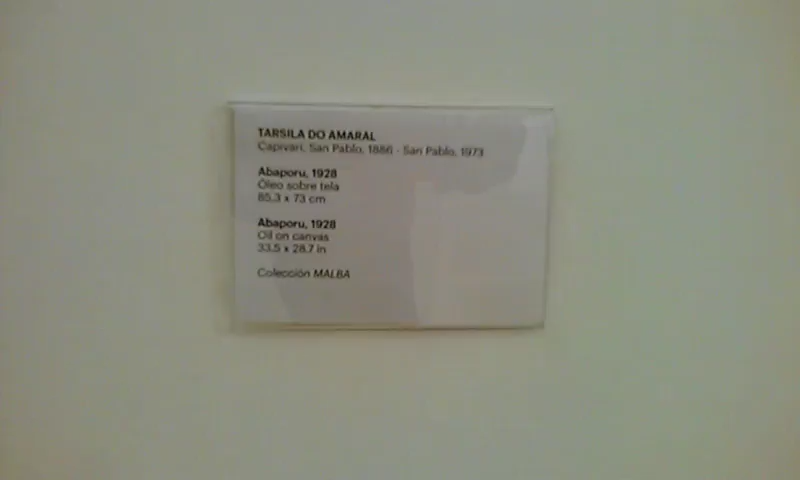 TARSILA DO AMARAL
Capivari, San Pablo, 1886 - San Pablo, 1973
Abaporu, 1928
Óleo sobre tela
85,3 x 73 cm
Abaporu, 1928
Oil on canvas
33.5 x 28.7 in
Colección MALBA